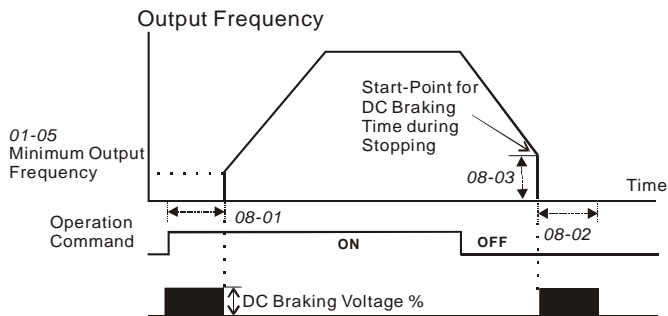 Output Frequency
Start-Point for
DC Braking
Time during
Stopping
01-05
Minimum Output
Frequency
08-03
Time
08-01
Operation
Command
ON
OFF
08-02
DC Braking Voltage %